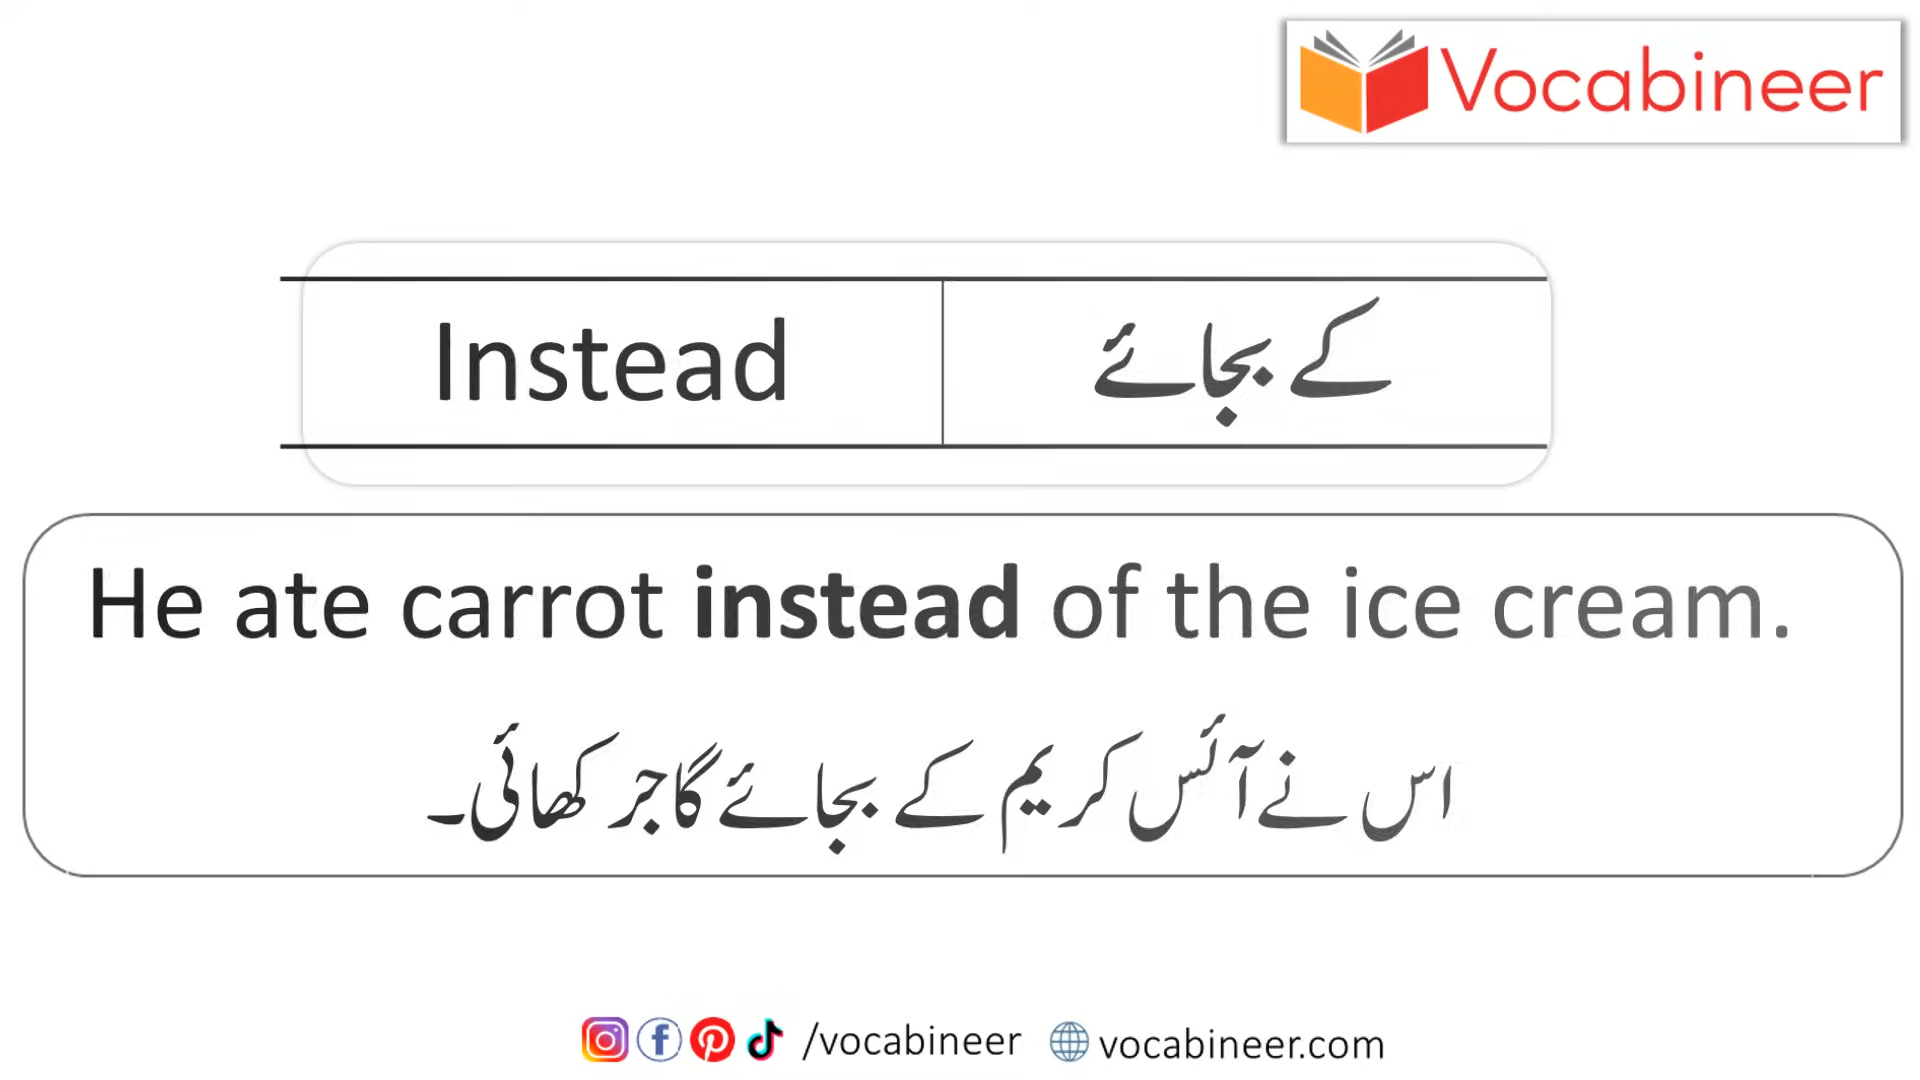 Vocabineer
Instead
کے بجائے
He ate carrot instead of the ice cream.
اس نے آئس کریم کے بجائے گاجر کھائی۔
/vocabineer
vocabineer.com